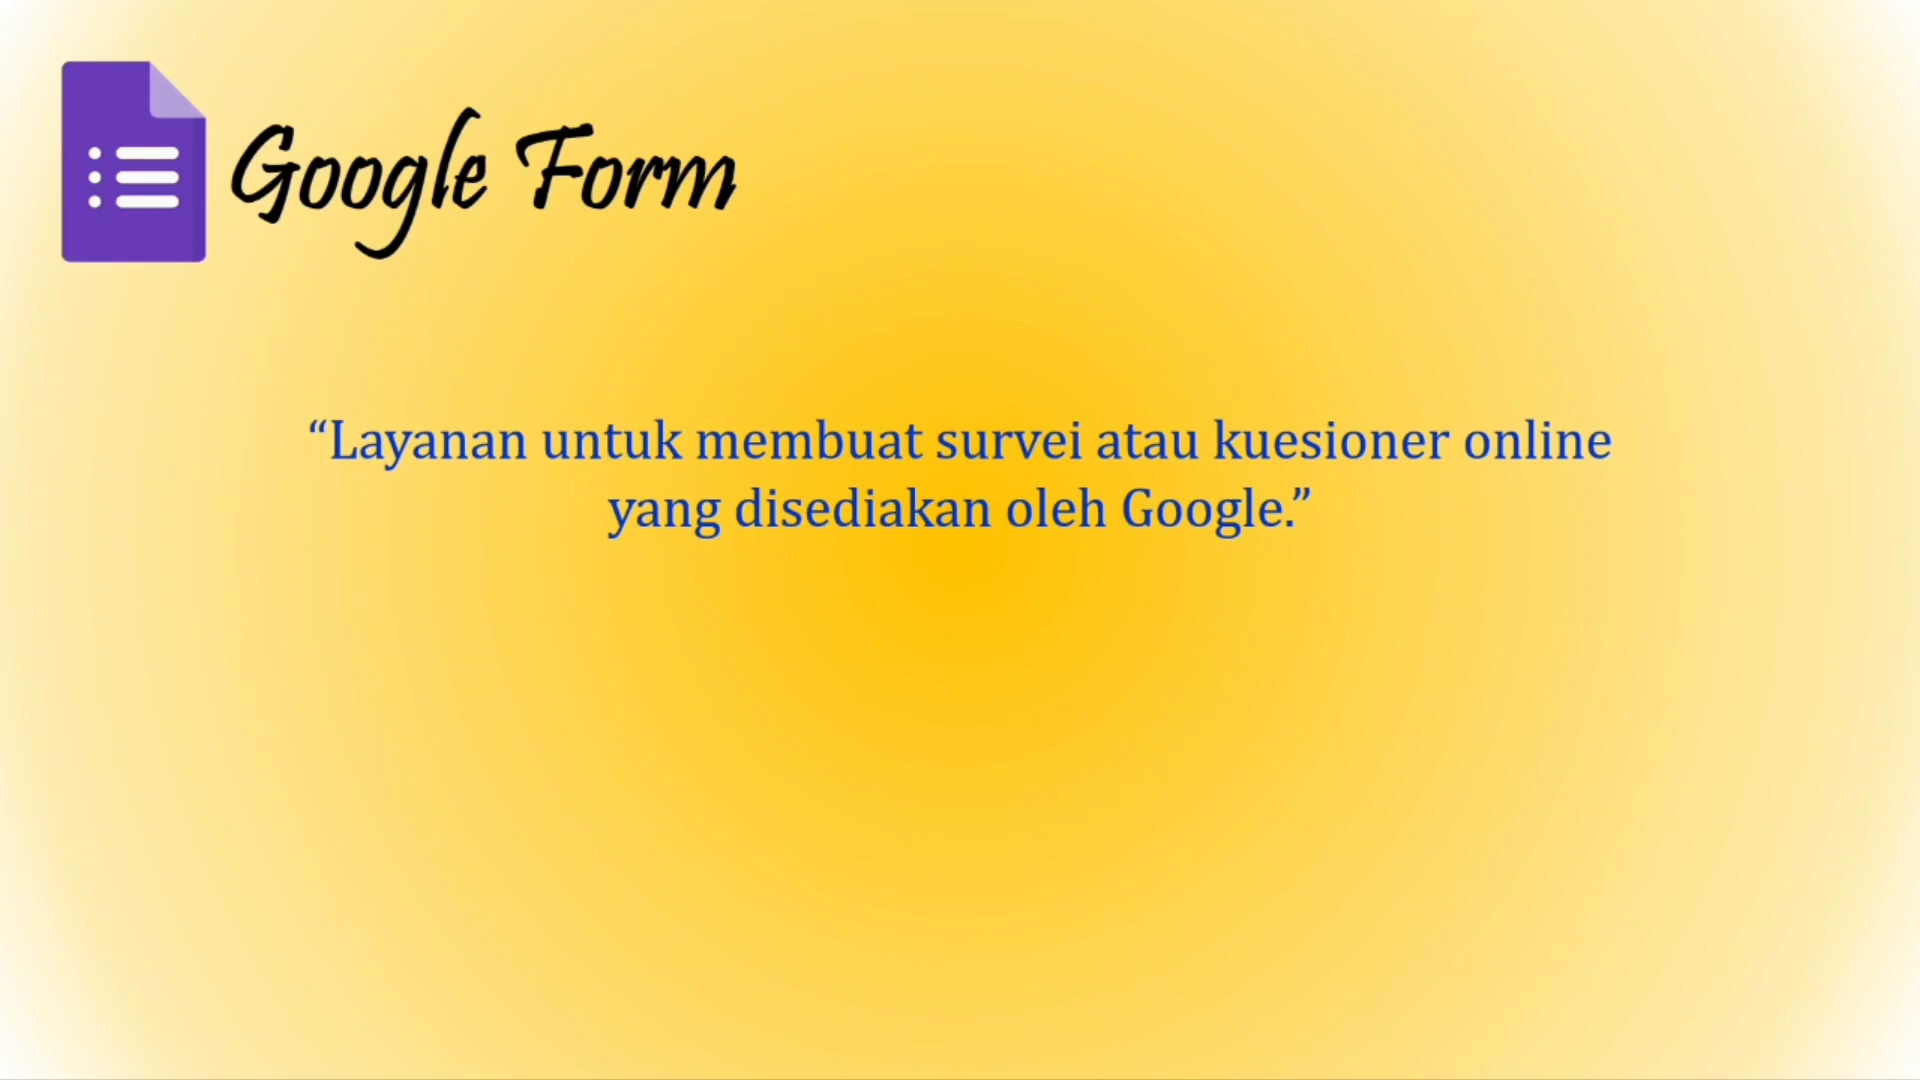 Google Form
“Layanan untuk membuat survei atau kuesioner online
yang disediakan oleh Google.”